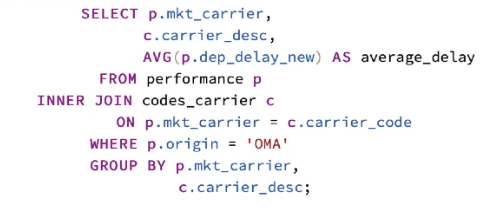 SELECT p.mkt_carrier,
c.carrier_desc,
AVG(p.dep_delay_new) AS average_delay
FROM performance p
INNER JOIN codes_carrier c
ON p.mkt_carrier = c.carrier_code
WHERE p.origin = 'OMA'
GROUP BY p.mkt_carrier,
c.carrier_desc;